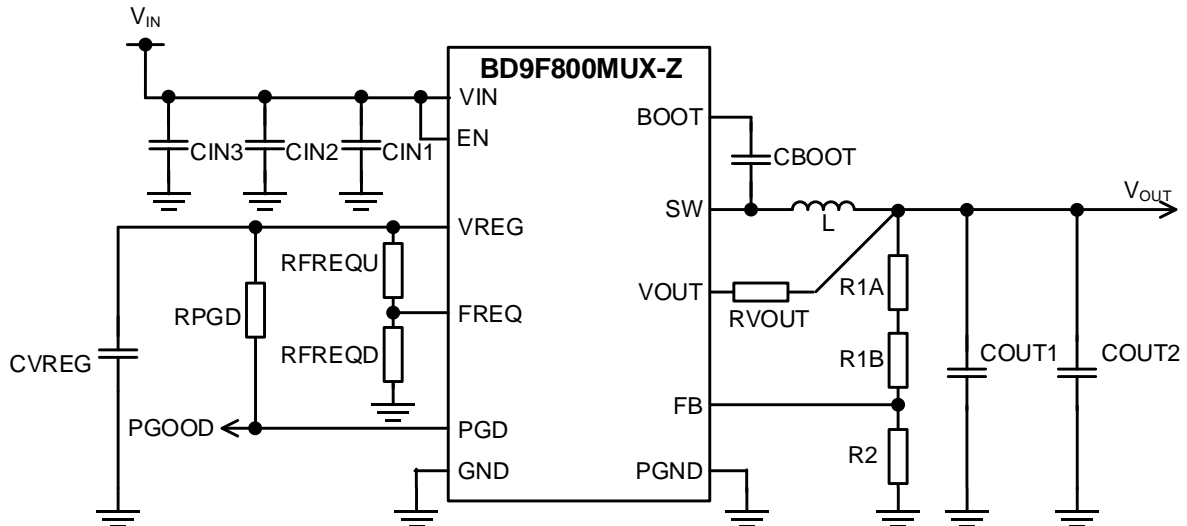 VIN
BD9F800MUX-Z
VIN
BOOT
EN
CIN3
CIN2
CIN1
CBOOT
SW
L
VOUT
VREG
RFREQU
VOUT
RVOUT
R1A
RPGD
FREQ
RFREQD
CVREG
R1B
COUT1
COUT2
FB
PGOOD
PGD
R2
GND
PGND